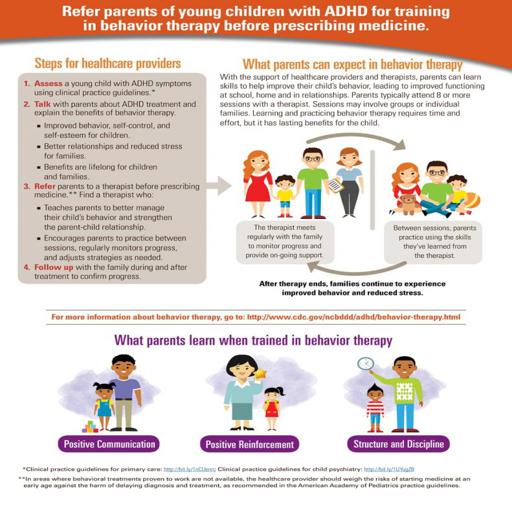 Refer parents of young children with ADHD for training
in behavior therapy before prescribing medicine.
Steps for healthcare providers
1. Assess a young child with ADHD symptoms
using clinical practice guidelines.*
2. Talk with parents about ADHD treatment and
explain the benefits of behavior therapy.
▪ Improved behavior, self-control, and
self-esteem for children.
▪ Better relationships and reduced stress
for families.
▪ Benefits are lifelong for children
and families.
3. Refer parents to a therapist before prescribing
medicine.** Find a therapist who:
▪ Teaches parents to better manage
their child's behavior and strengthen
the parent-child relationship.
▪ Encourages parents to practice between
sessions, regularly monitors progress,
and adjusts strategies as needed.
4. Follow up with the family during and after
treatment to confirm progress.
What parents can expect in behavior therapy
With the support of healthcare providers and therapists, parents can learn
skills to help improve their child's behavior, leading to improved functioning
at school, home and in relationships. Parents typically attend 8 or more
sessions with a therapist. Sessions may involve groups or individual
families. Learning and practicing behavior therapy requires time and
effort, but it has lasting benefits for the child.
The therapist meets
regularly with the family
to monitor progress and
provide on-going support.
Between sessions, parents
practice using the skills
they've learned from
the therapist.
After therapy ends, families continue to experience
improved behavior and reduced stress.
For more information about behavior therapy, go to: http://www.cdc.gov/ncbddd/adhd/behavior-therapy.html
What parents learn when trained in behavior therapy
Positive Communication
Positive Reinforcement
Structure and Discipline
*Clinical practice guidelines for primary care: Clinical practice guidelines for child psychiatry:
**In areas where behavioral treatments proven to work are not available, the healthcare provider should weigh the risks of starting medicine at an
early age against the harm of delaying diagnosis and treatment, as recommended in the American Academy of Pediatrics practice guidelines.